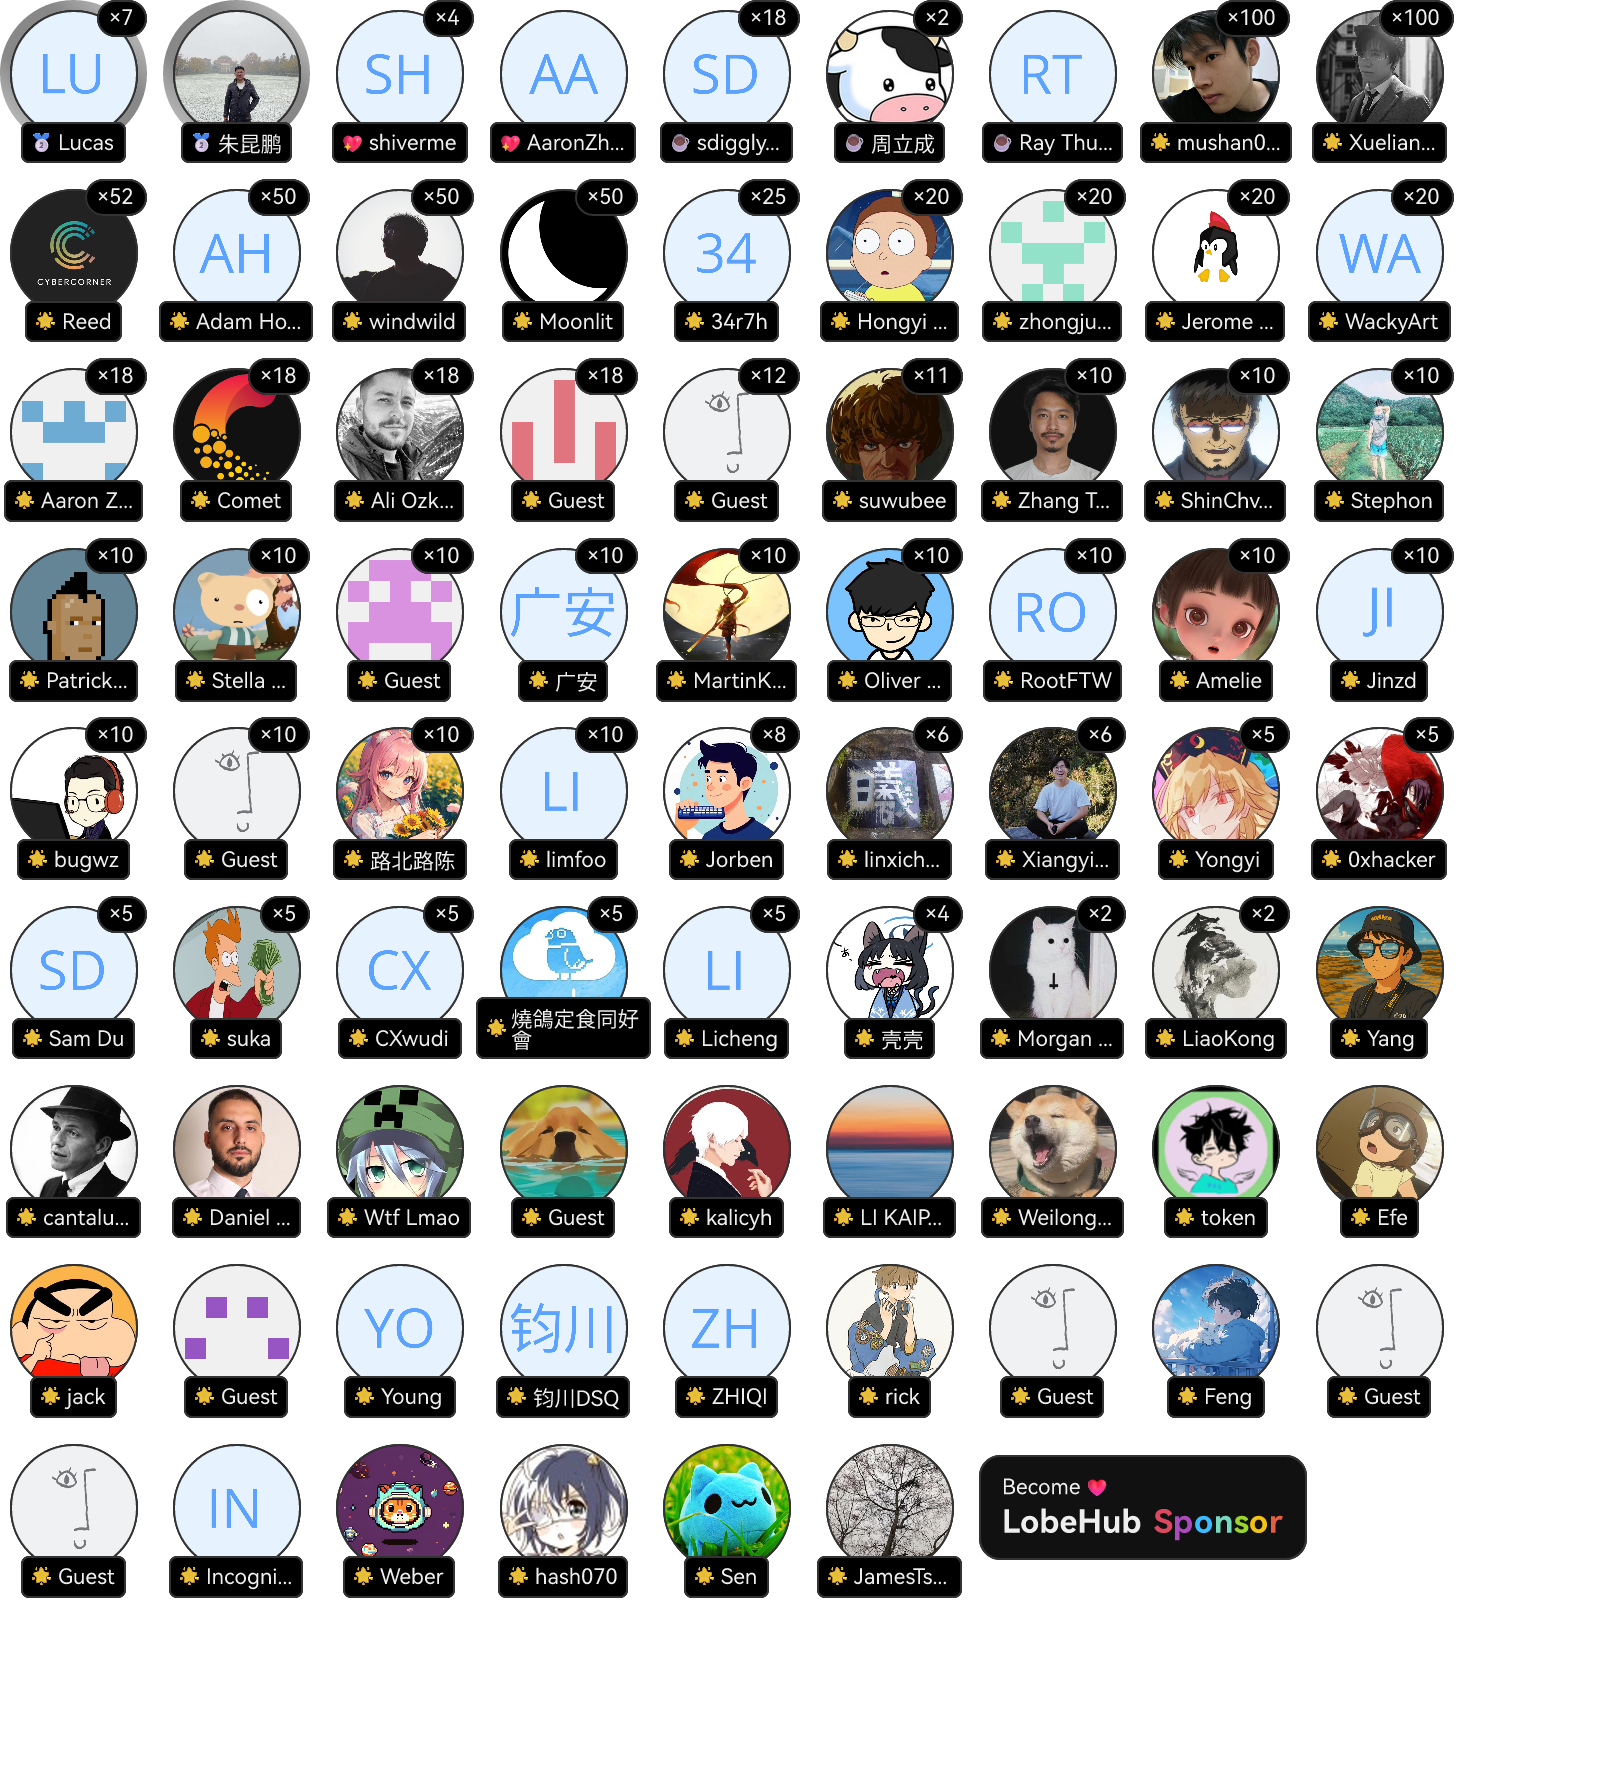 LU ×7
×4
×18
×2
×100
×100
SH
AA
SD
RT
Lucas
朱昆鹏
shiverme
AaronZh...
sdiggly...
周立成
Ray Thu...
mushan0...
Xuelian...
×52
×50
×50
×50
×25
×20
×20
×20
×20
CYBERCORNER
AH
34
WA
Reed
Adam Ho...
windwild
Moonlit
34r7h
Hongyi ...
zhongju...
Jerome ...
WackyArt
×18
×18
×18
×18
×12
×11
×10
×10
×10
Aaron Z...
Comet
Ali Ozk...
Guest
Guest
suwubee
Zhang T...
ShinChv...
Stephon
×10
×10
×10
×10
×10
×10
×10
×10
×10
广安
RO
JI
Patrick...
Stella ...
Guest
广安
MartinK...
Oliver ...
RootFTW
Amelie
Jinzd
×10
×10
×10
×10
×8
×6
×6
×5
×5
LI
bugwz
Guest
路北路陈
limfoo
Jorben
linxich...
Xiangyi...
Yongyi
0xhacker
×5
×5
×5
×5
×5
×4
×2
×2
SD
CX
LI
Sam Du
suka
CXwudi
燒鴿定食同好
會
Licheng
壳壳
Morgan ...
LiaoKong
Yang
cantalu...
Daniel ...
Wtf Lmao
Guest
kalicyh
LI KAIP...
Weilong...
token
Efe
YO
钧川
ZH
jack
Guest
Young
钧川DSQ
ZHIQI
rick
Guest
Feng
Guest
IN
Become
LobeHub Sponsor
Guest
Incogni...
Weber
hash070
Sen
JamesTs...